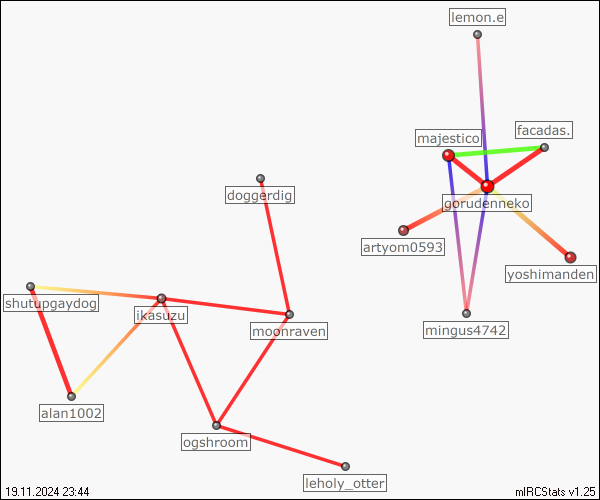 lemon.e
facadas.
majestico
doggerdig
gorudenneko
artyom0593
yoshimanden
shutupgaydog
ikasuzu
moonraven
mingus4742
alan1002
ogshroom
leholy_otter
19.11.2024 23:44
mIRCStats v1.25